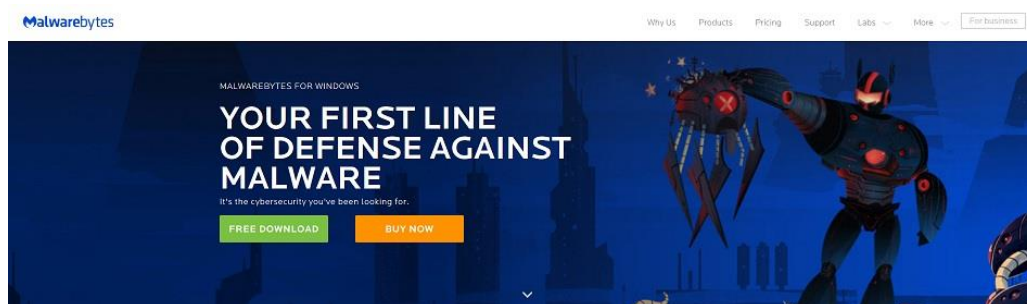 Malwarebytes
Why Us Products Pricing Support Labs More For business
MALWAREBYTES FOR WINDOWS
YOUR FIRST LINE
OF DEFENSE AGAINST
MALWARE
It's the cybersecurity you've been looking for.
FREE DOWNLOAD BUY NOW